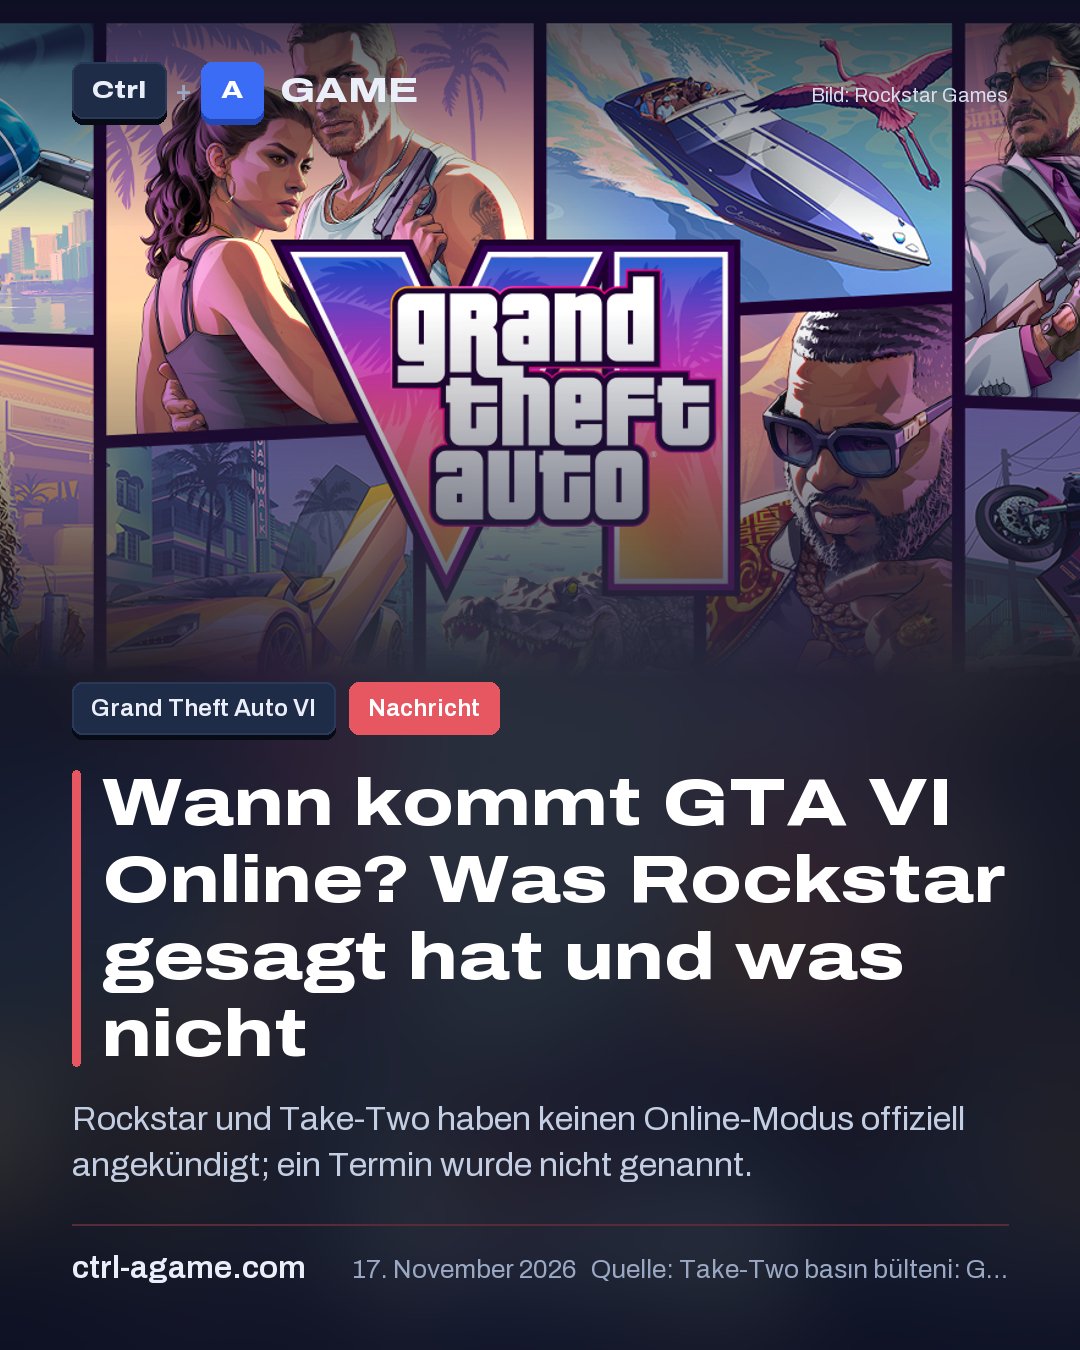 Ctrl + A GAME
Bild: Rockstar Games
grand
theft
auto
VI
Grand Theft Auto VI
Nachricht
Wann kommt GTA VI
Online? Was Rockstar
gesagt hat und was
nicht
Rockstar und Take-Two haben keinen Online-Modus offiziell
angekündigt; ein Termin wurde nicht genannt.
ctrl-agame.com
17. November 2026 Quelle: Take-Two basın bülteni: G...